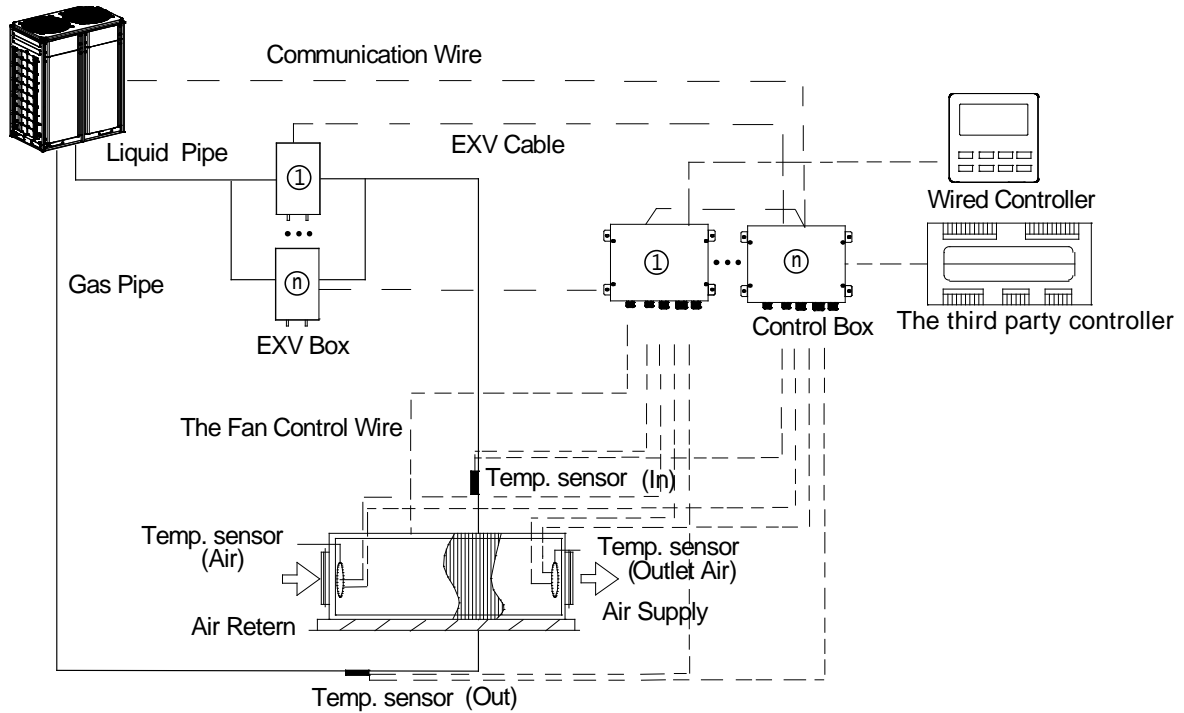 Communication Wire
Liquid Pipe
EXV Cable
1
Wired Controller
1
n
Gas Pipe
n
EXV Box
Control Box
The third party controller
The Fan Control Wire
Temp. sensor (In)
Temp. sensor
(Air)
Temp. sensor
(Outlet Air)
Air Retern
Air Supply
Temp. sensor (Out)